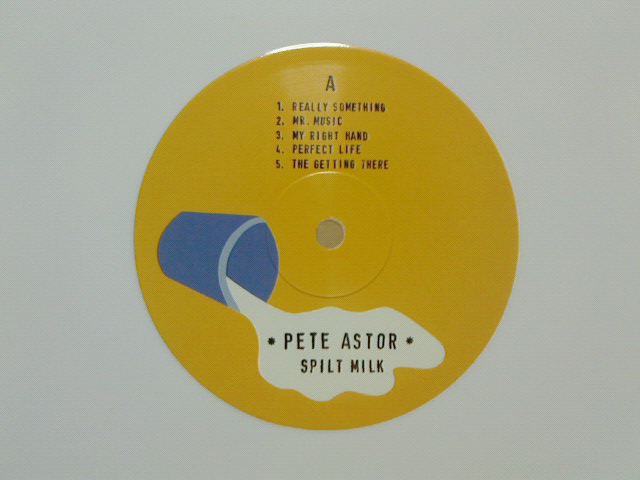 A
1. REALLY SOMETHING
2. MR. MUSIC
3. MY RIGHT HAND
4. PERFECT LIFE
5. THE GETTING THERE
* PETE ASTOR *
SPILT MILK